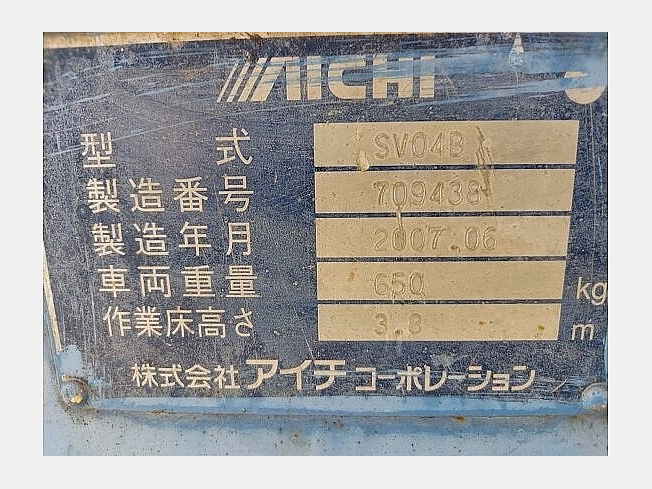 AICHI
型式 SV04B
製造番号 709438
製造年月 2007.06
車両重量 650 kg
作業床高さ 3.8 m
株式会社 アイチコーポレーション